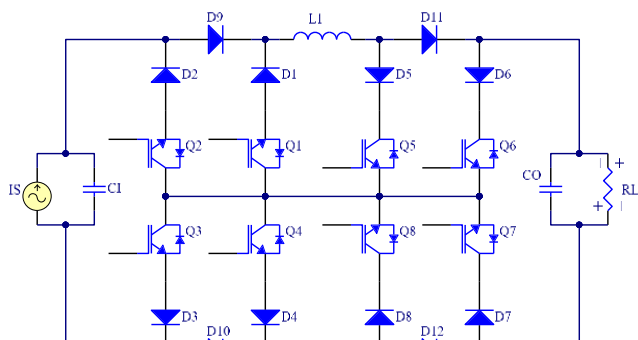 D9 L1 D11
D2 D1 D5 D6
Q2 Q1 Q5 Q6
IS C1 CO RL
Q3 Q4 Q8 Q7
D3 D4 D8 D7
D10 D12